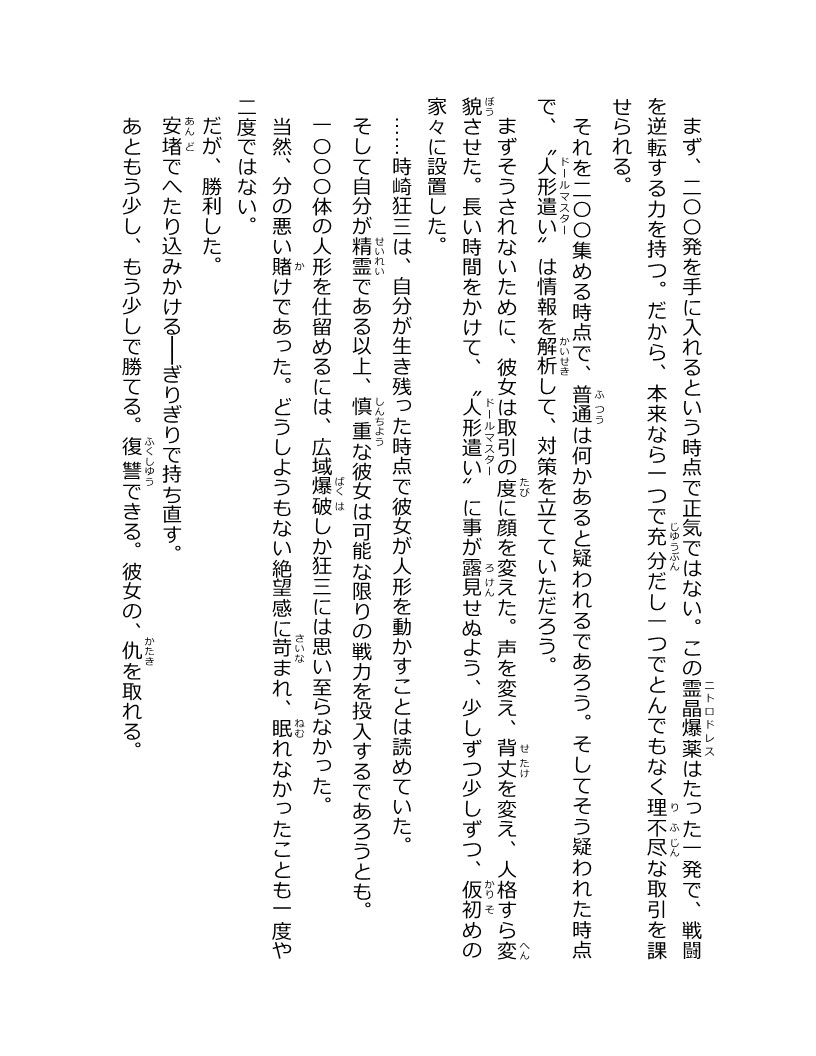 まず、二〇〇発を手に入れるという時点で正気ではない。この霊晶爆薬はたった一発で、戦闘
を逆転する力を持つ。だから、本来なら一つで充分だし一つでとんでもなく理不尽な取引を課
せられる。
それを二〇〇集める時点で、普通は何かあると疑われるであろう。そしてそう疑われた時点
で、〝人形遣い〟は情報を解析して、対策を立てていただろう。
まずそうされないために、彼女は取引の度に顔を変えた。声を変え、背丈を変え、人格すら変
貌させた。長い時間をかけて、〝人形遣い〟に事が露見せぬよう、少しずつ少しずつ、仮初めの
家々に設置した。
……時崎狂三は、自分が生き残った時点で彼女が人形を動かすことは読めていた。
そして自分が精霊である以上、慎重な彼女は可能な限りの戦力を投入するであろうとも。
一〇〇〇体の人形を仕留めるには、広域爆破しか狂三には思い至らなかった。
当然、分の悪い賭けであった。どうしようもない絶望感に苛まれ、眠れなかったことも一度や
二度ではない。
だが、勝利した。
安堵でへたり込みかける――ぎりぎりで持ち直す。
あともう少し、もう少しで勝てる。復讐できる。彼女の、仇を取れる。